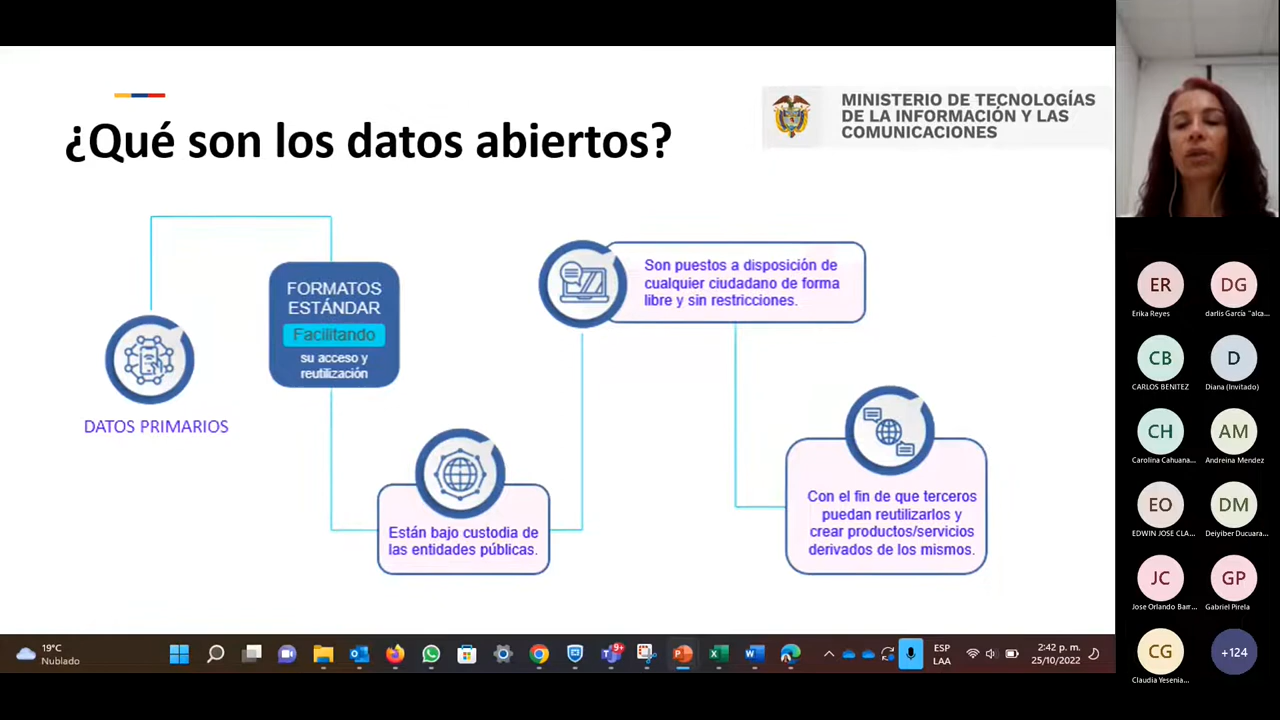 ¿Qué son los datos abiertos?
MINISTERIO DE TECNOLOGÍAS
DE LA INFORMACIÓN Y LAS
COMUNICACIONES
DATOS PRIMARIOS
FORMATOS
ESTÁNDAR
Facilitando
su acceso y
reutilización
Están bajo custodia de
las entidades públicas.
Son puestos a disposición de
cualquier ciudadano de forma
libre y sin restricciones.
Con el fin de que terceros
puedan reutilizarlos y
crear productos/servicios
derivados de los mismos.
ER
DG
Erika Reyes
darlis García "alca...
CB
D
CARLOS BENITEZ
Diana (Invitado)
CH
AM
Carolina Cahuana...
Andreina Mendez
EO
DM
EDWIN JOSE CLA...
Deiyiber Ducuara...
JC
GP
Jose Orlando Barr...
Gabriel Pirela
CG
+124
Claudia Yesenia...
19°C
Nublado
9+
ESP
LAA
2:42 p. m.
25/10/2022